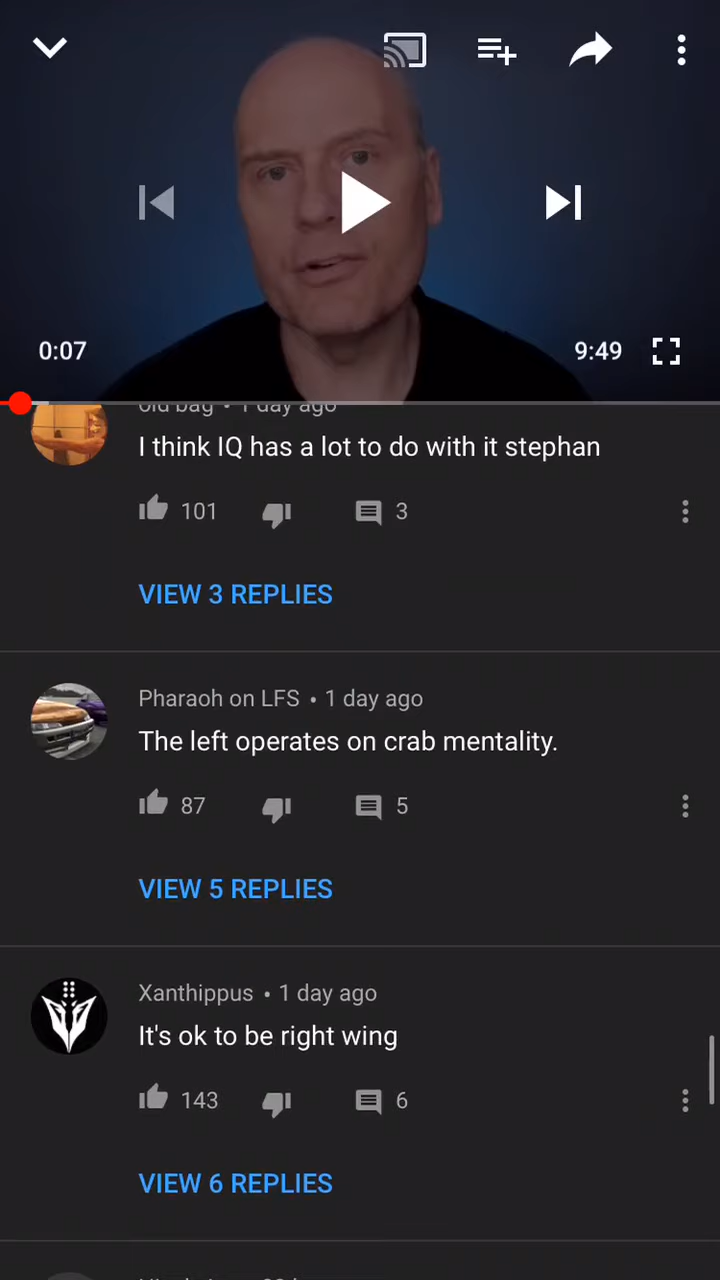 0:07
9:49
old bag • 1 day ago
I think IQ has a lot to do with it stephan
101
3
VIEW 3 REPLIES
Pharaoh on LFS • 1 day ago
The left operates on crab mentality.
87
5
VIEW 5 REPLIES
Xanthippus • 1 day ago
It's ok to be right wing
143
6
VIEW 6 REPLIES